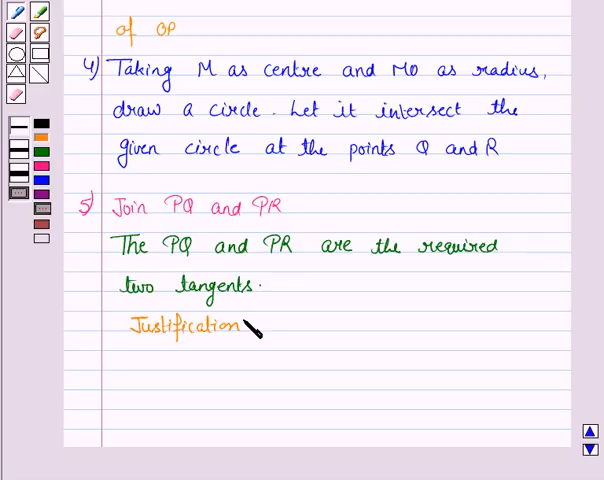 of OP
4) Taking M as centre and MO as radius,
draw a circle. Let it intersect the
given circle at the points Q and R
5) Join PQ and PR
The PQ and PR are the required
two tangents.
Justification